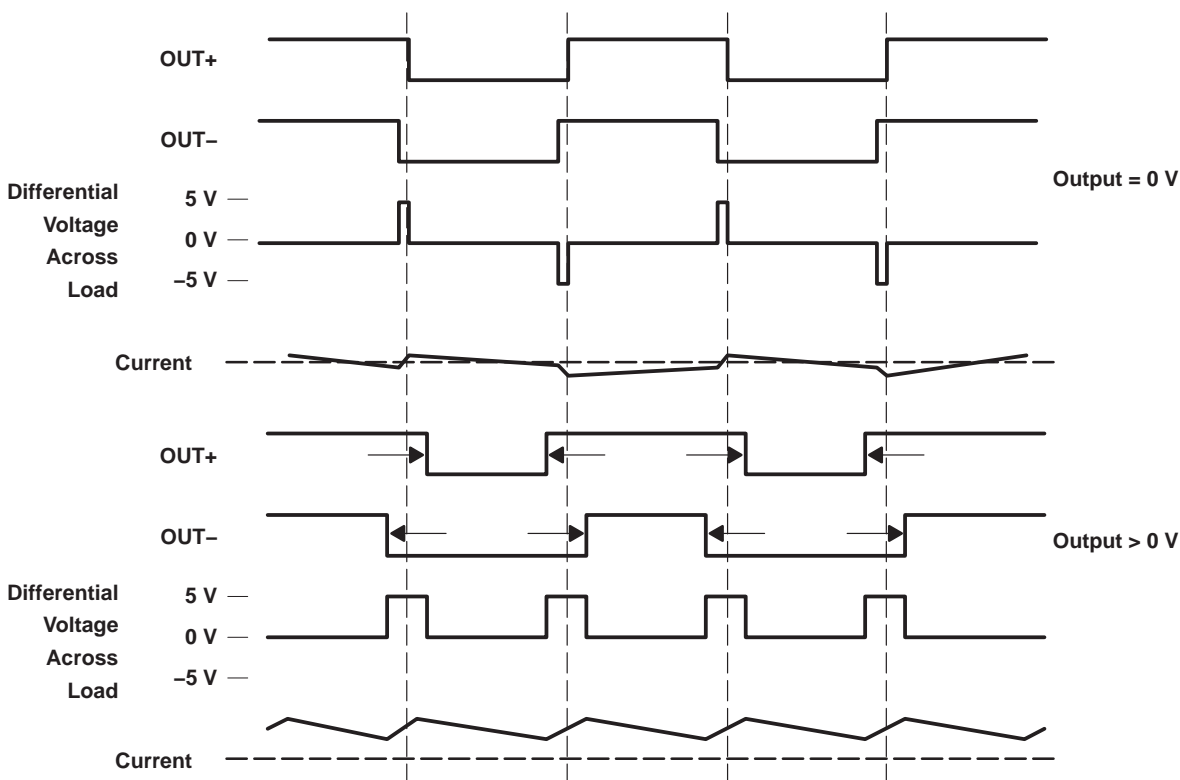 OUT+
OUT–
Output = 0 V
Differential
Voltage
Across
Load
5 V
0 V
–5 V
Current
OUT+
OUT–
Output > 0 V
Differential
Voltage
Across
Load
5 V
0 V
–5 V
Current